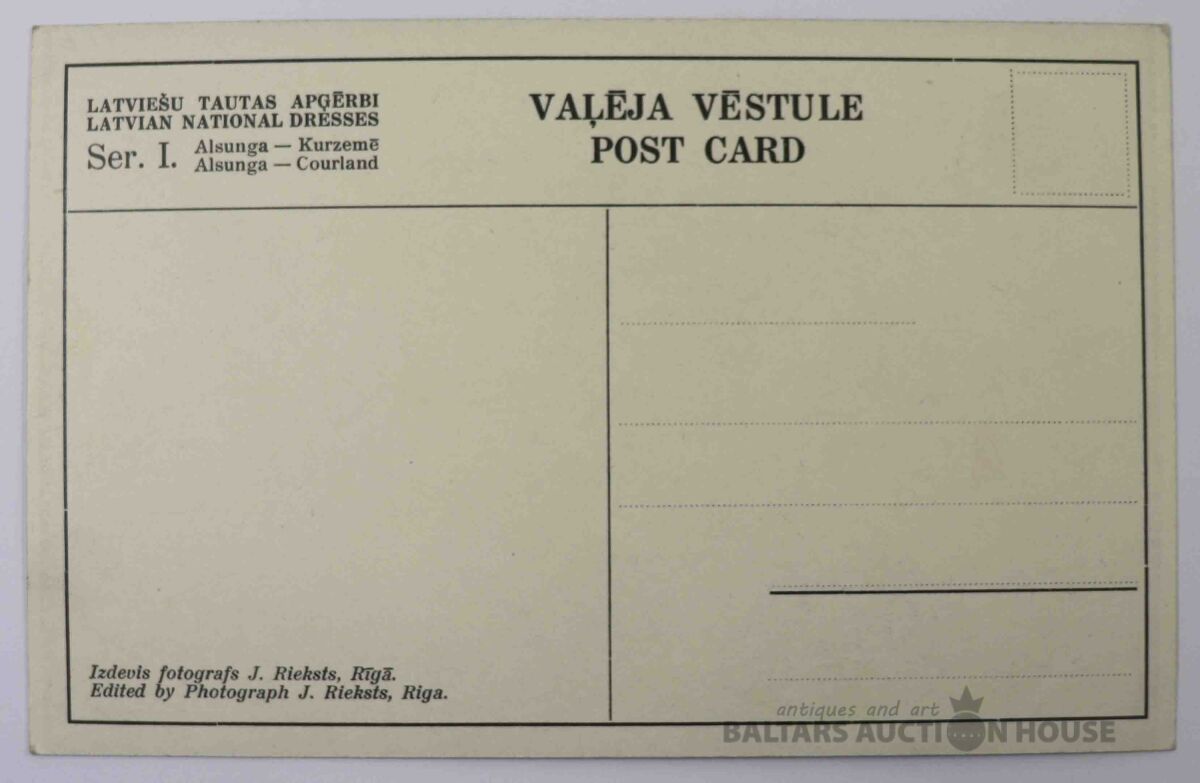 LATVIEŠU TAUTAS APĢĒRBI
LATVIAN NATIONAL DRESSES
Ser. I.
Alsunga — Kurzemē
Alsunga — Courland
VAĻĒJA VĒSTULE
POST CARD
Izdevis fotografs J. Rieksts, Rīgā.
Edited by Photograph J. Rieksts, Riga.
antiques and art
BALTARS AUCTION HOUSE